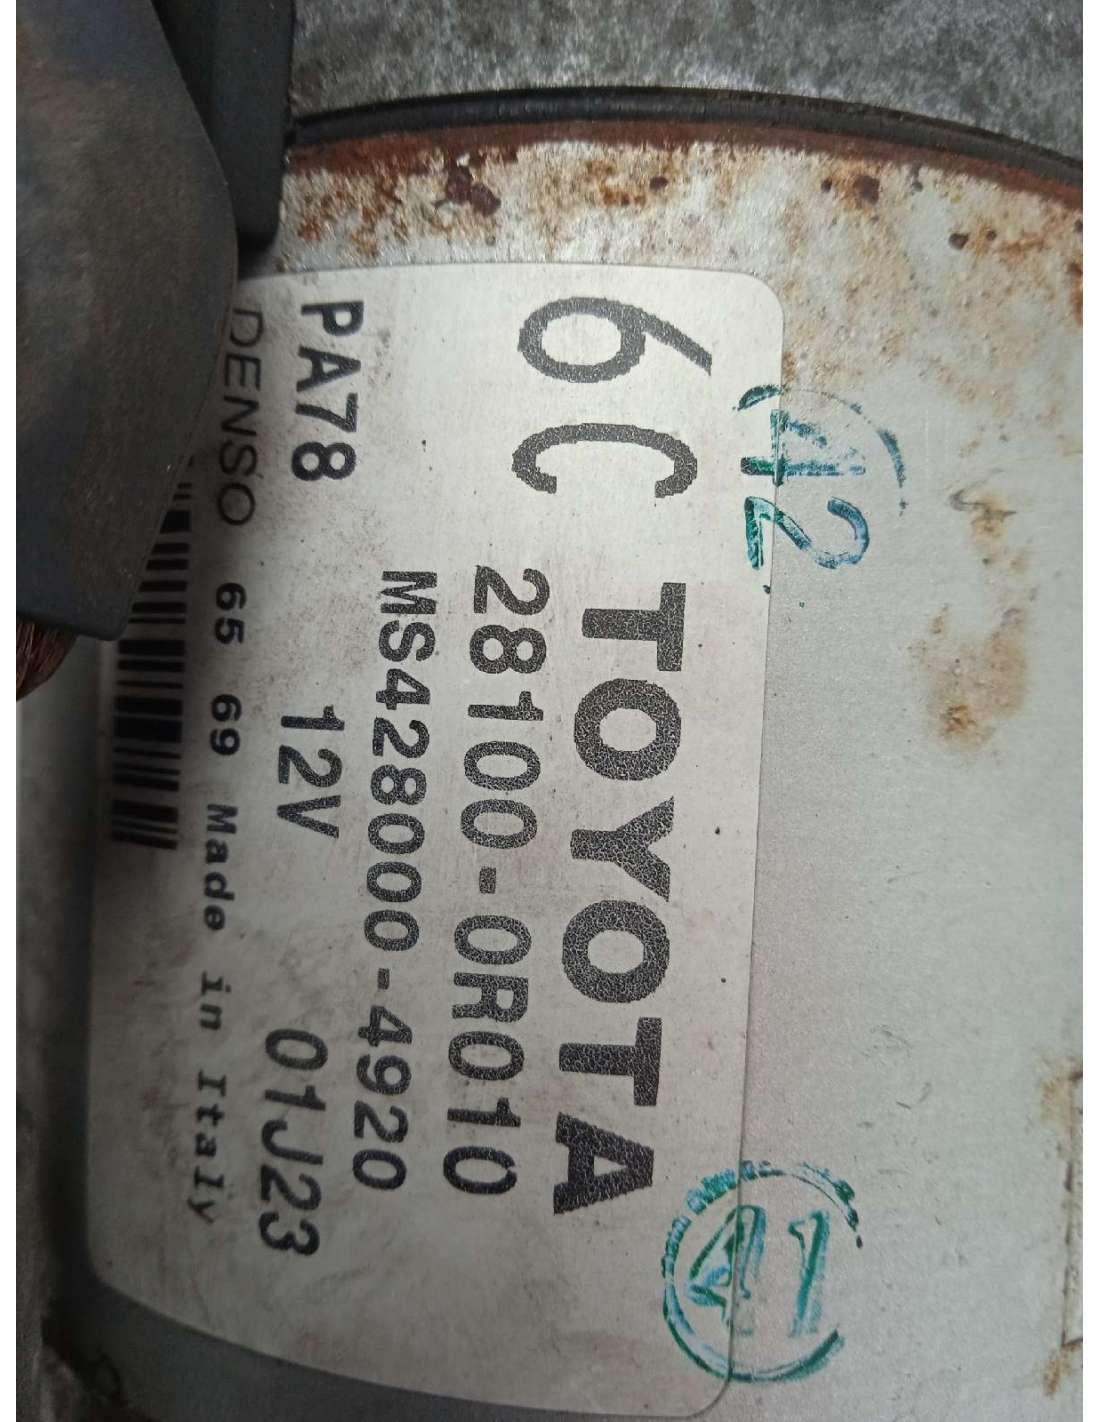 6C TOYOTA
28100-0R010
MS428000-4920
PA78 12V 01J23
DENSO 65 69 Made in Italy
42
41